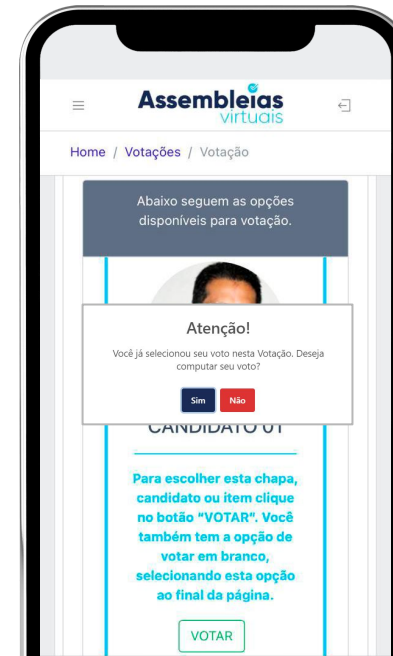 Assembleias
virtuais
Home / Votações / Votação
Abaixo seguem as opções
disponíveis para votação.
Atenção!
Você já selecionou seu voto nesta Votação. Deseja
computar seu voto?
Sim Não
CANDIDATO 01
Para escolher esta chapa,
candidato ou item clique
no botão "VOTAR". Você
também tem a opção de
votar em branco,
selecionando esta opção
ao final da página.
VOTAR